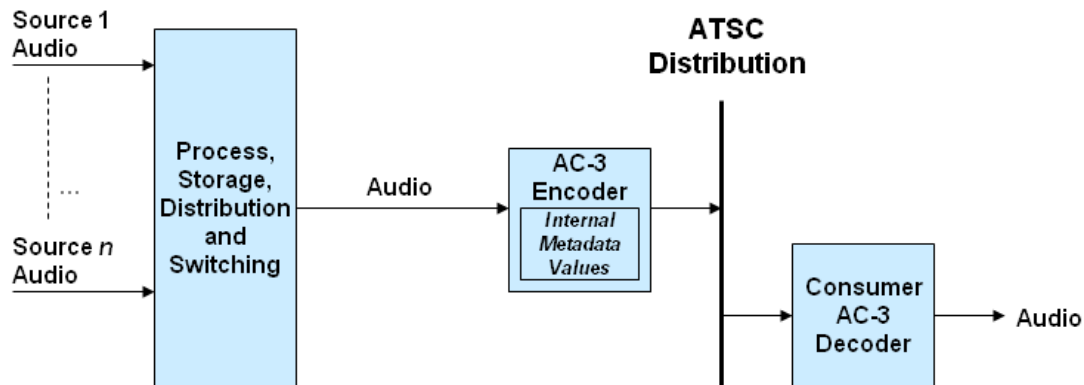 Source 1
Audio
...
Source n
Audio
Process,
Storage,
Distribution
and
Switching
Audio
AC-3
Encoder
Internal
Metadata
Values
ATSC
Distribution
Consumer
AC-3
Decoder
Audio